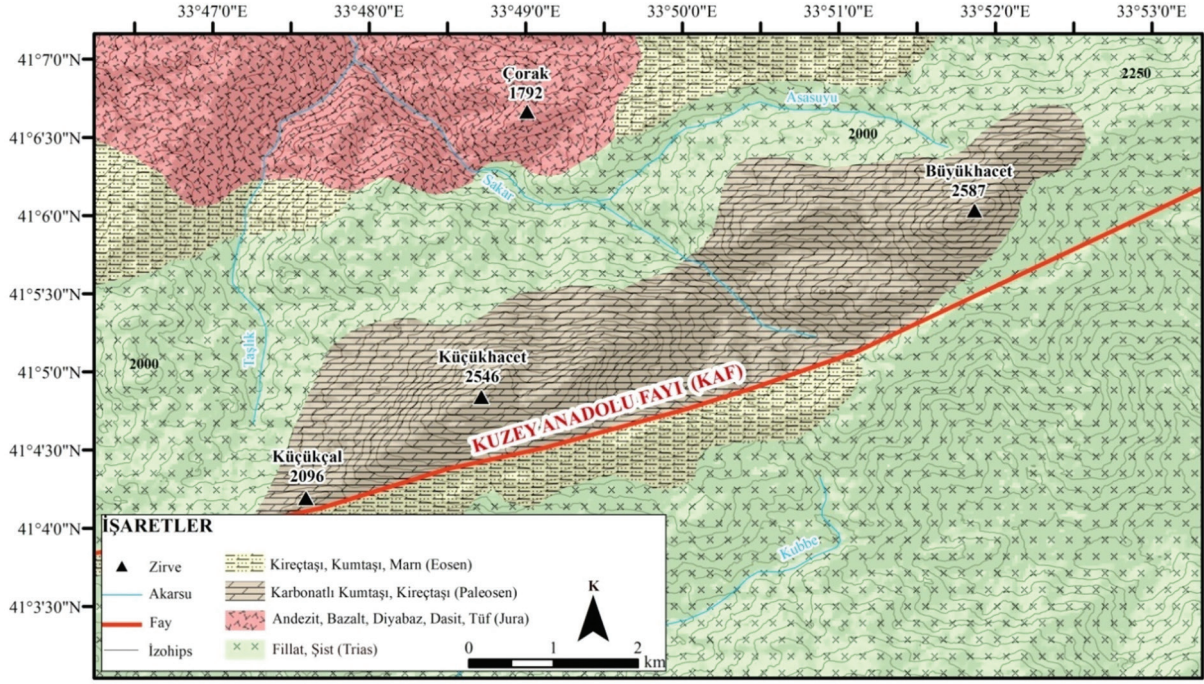 33°47'0"E 33°48'0"E 33°49'0"E 33°50'0"E 33°51'0"E 33°52'0"E 33°53'0"E
41°7'0"N
41°6'30"N
41°6'0"N
41°5'30"N
41°5'0"N
41°4'30"N
41°4'0"N
41°3'30"N
Çorak
1792
2250
Asasuyu
2000
Büyükhacet
2587
Sakar
Taşlık
2000
Küçükhacet
2546
KUZEY ANADOLU FAYI (KAF)
Küçükçal
2096
Kubbe
İŞARETLER
Zirve
Akarsu
Fay
İzohips
Kireçtaşı, Kumtaşı, Marn (Eosen)
Karbonatlı Kumtaşı, Kireçtaşı (Paleosen)
Andezit, Bazalt, Diyabaz, Dasit, Tüf (Jura)
Fillat, Şist (Trias)
K
0 1 2
km